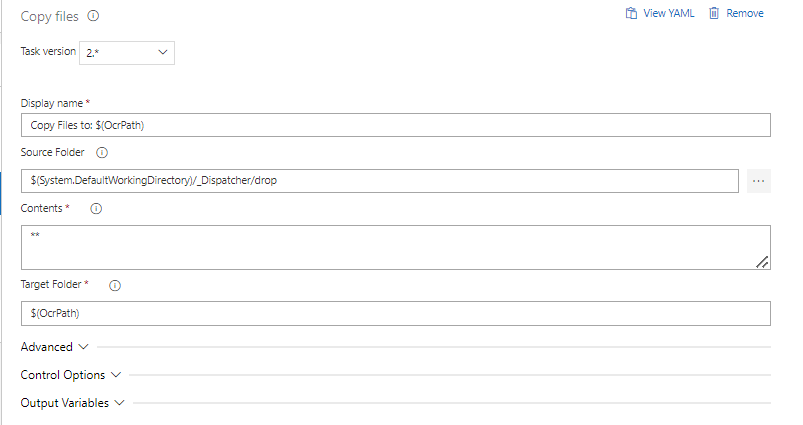 Copy files
View YAML Remove
Task version 2.*
Display name *
Copy Files to: $(OcrPath)
Source Folder
$(System.DefaultWorkingDirectory)/_Dispatcher/drop
...
Contents *
**
Target Folder *
$(OcrPath)
Advanced
Control Options
Output Variables